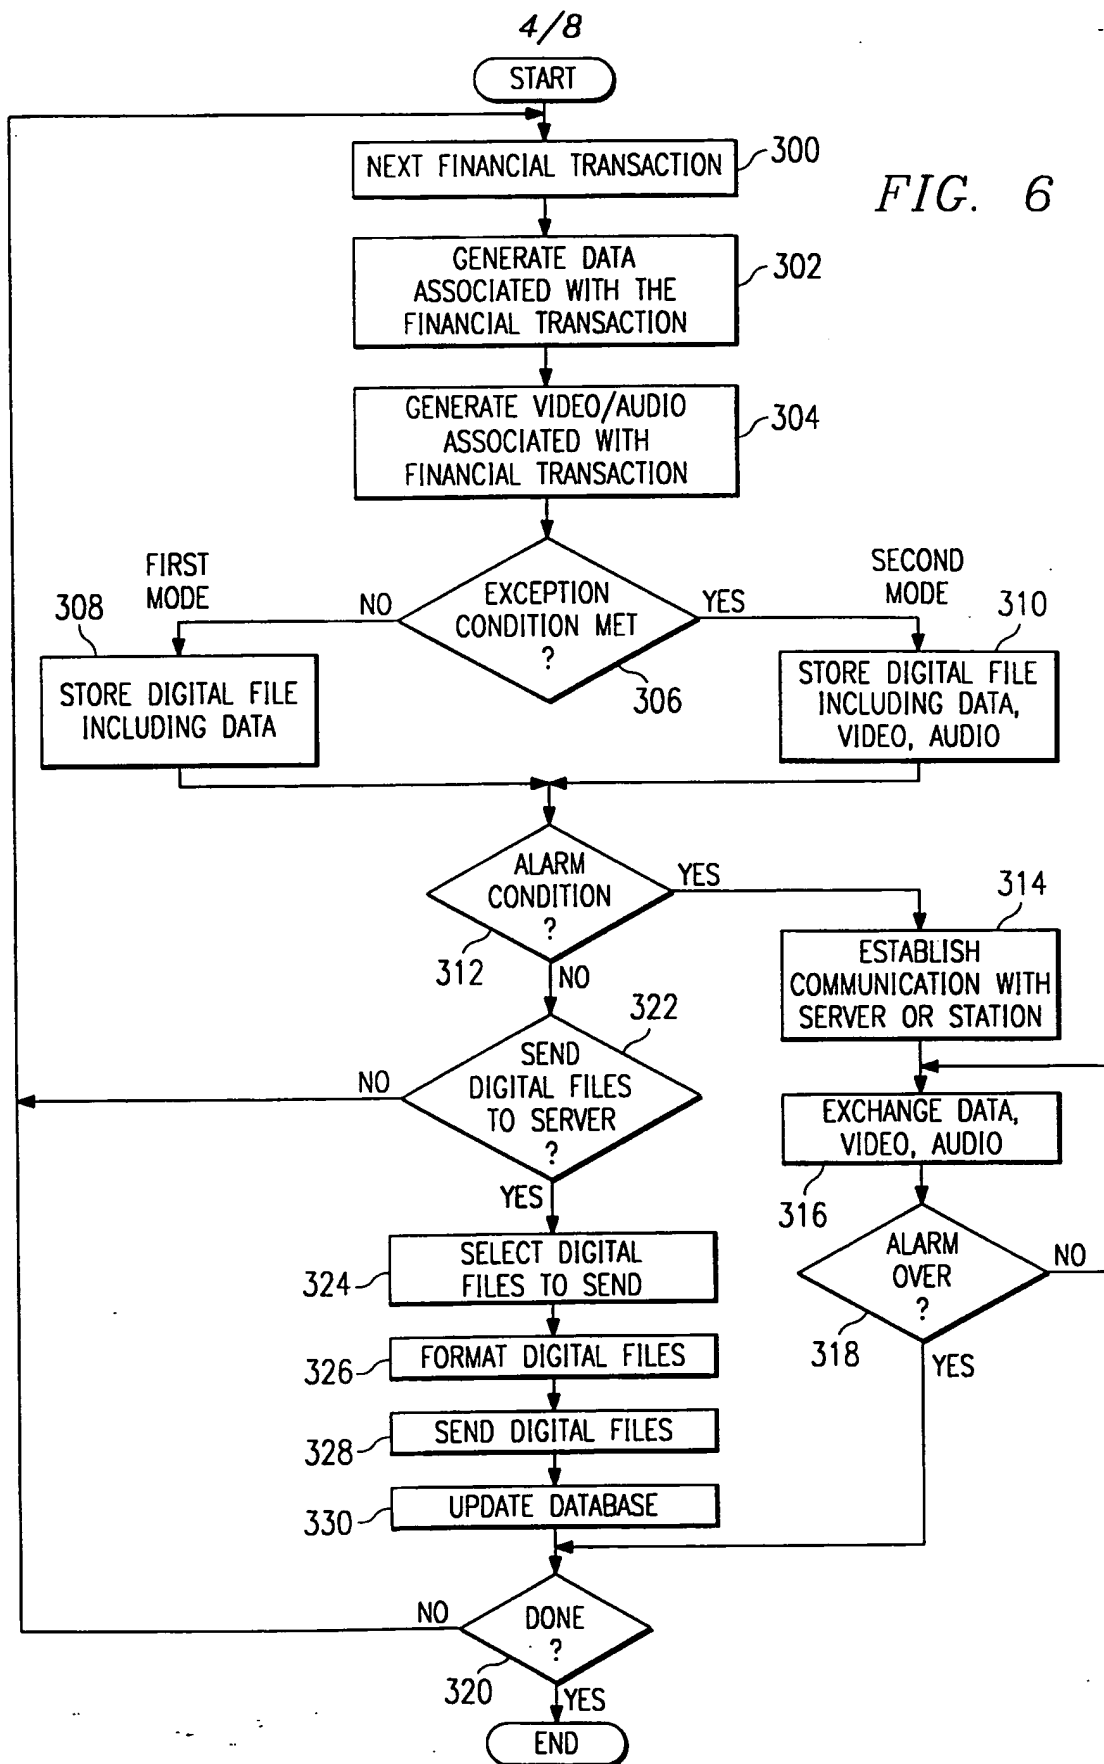 4/8
START
NEXT FINANCIAL TRANSACTION
300
FIG. 6
GENERATE DATA
ASSOCIATED WITH THE
FINANCIAL TRANSACTION
302
GENERATE VIDEO/AUDIO
ASSOCIATED WITH
FINANCIAL TRANSACTION
304
FIRST
MODE
NO
EXCEPTION
CONDITION MET
?
306
YES
SECOND
MODE
308
STORE DIGITAL FILE
INCLUDING DATA
310
STORE DIGITAL FILE
INCLUDING DATA,
VIDEO, AUDIO
ALARM
CONDITION
?
312
YES
NO
314
ESTABLISH
COMMUNICATION WITH
SERVER OR STATION
322
SEND
DIGITAL FILES
TO SERVER
?
NO
YES
EXCHANGE DATA,
VIDEO, AUDIO
316
ALARM
OVER
?
318
NO
YES
SELECT DIGITAL
FILES TO SEND
324
FORMAT DIGITAL FILES
326
SEND DIGITAL FILES
328
UPDATE DATABASE
330
DONE
?
320
NO
YES
END